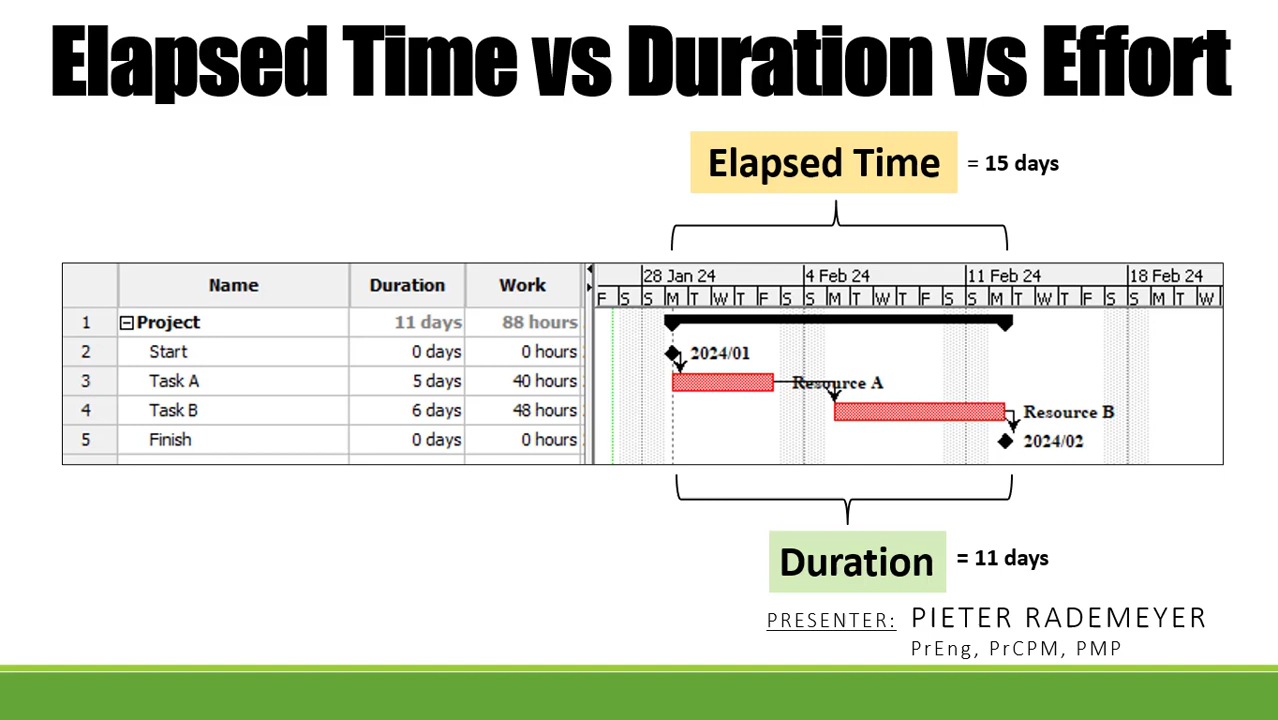 Elapsed Time vs Duration vs Effort
Elapsed Time = 15 days
Name Duration Work 28 Jan 24 4 Feb 24 11 Feb 24 18 Feb 24
F S S M T W T F S S M T W T F S S M T W T F S S M T W
1 Project 11 days 88 hours
2 Start 0 days 0 hours 2024/01
3 Task A 5 days 40 hours Resource A
4 Task B 6 days 48 hours Resource B
5 Finish 0 days 0 hours 2024/02
Duration = 11 days
PRESENTER: PIETER RADEMEYER
PrEng, PrCPM, PMP